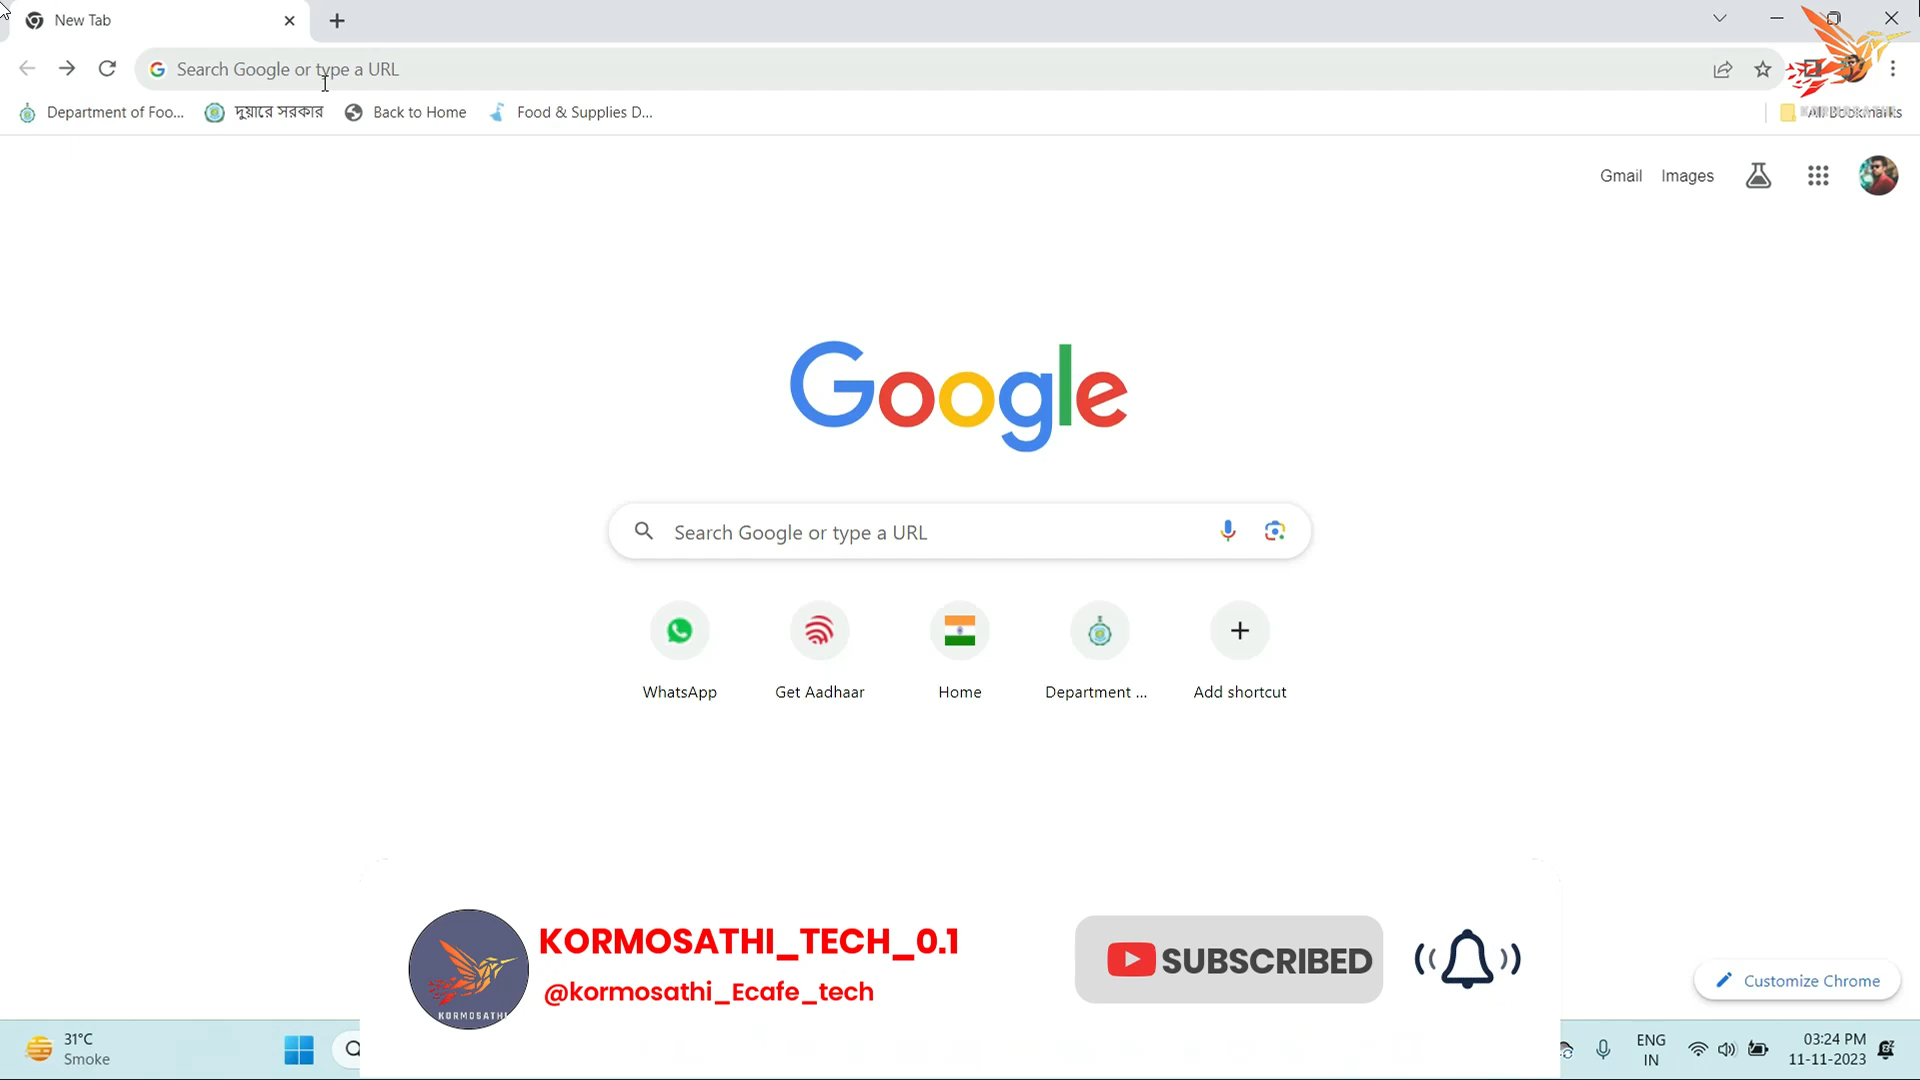 New Tab
Search Google or type a URL
Department of Foo...
দুয়ারে সরকার
Back to Home
Food & Supplies D...
All Bookmarks
Gmail
Images
Google
Search Google or type a URL
WhatsApp
Get Aadhaar
Home
Department ...
Add shortcut
KORMOSATHI_TECH_0.1
@kormosathi_Ecafe_tech
KORMOSATHI
SUBSCRIBED
Customize Chrome
31°C
Smoke
ENG
IN
03:24 PM
11-11-2023